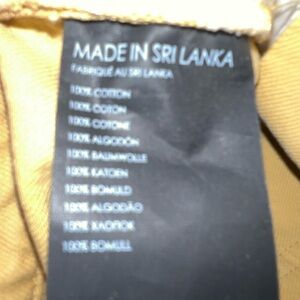 MADE IN SRI LANKA
FABRIQUÉ AU SRI LANKA
100% COTTON
100% COTON
100% COTONE
100% ALGODÓN
100% BAUMWOLLE
100% KATOEN
100% BOMULD
100% ALGODÃO
100% ХЛОПОК
100% BOMULL